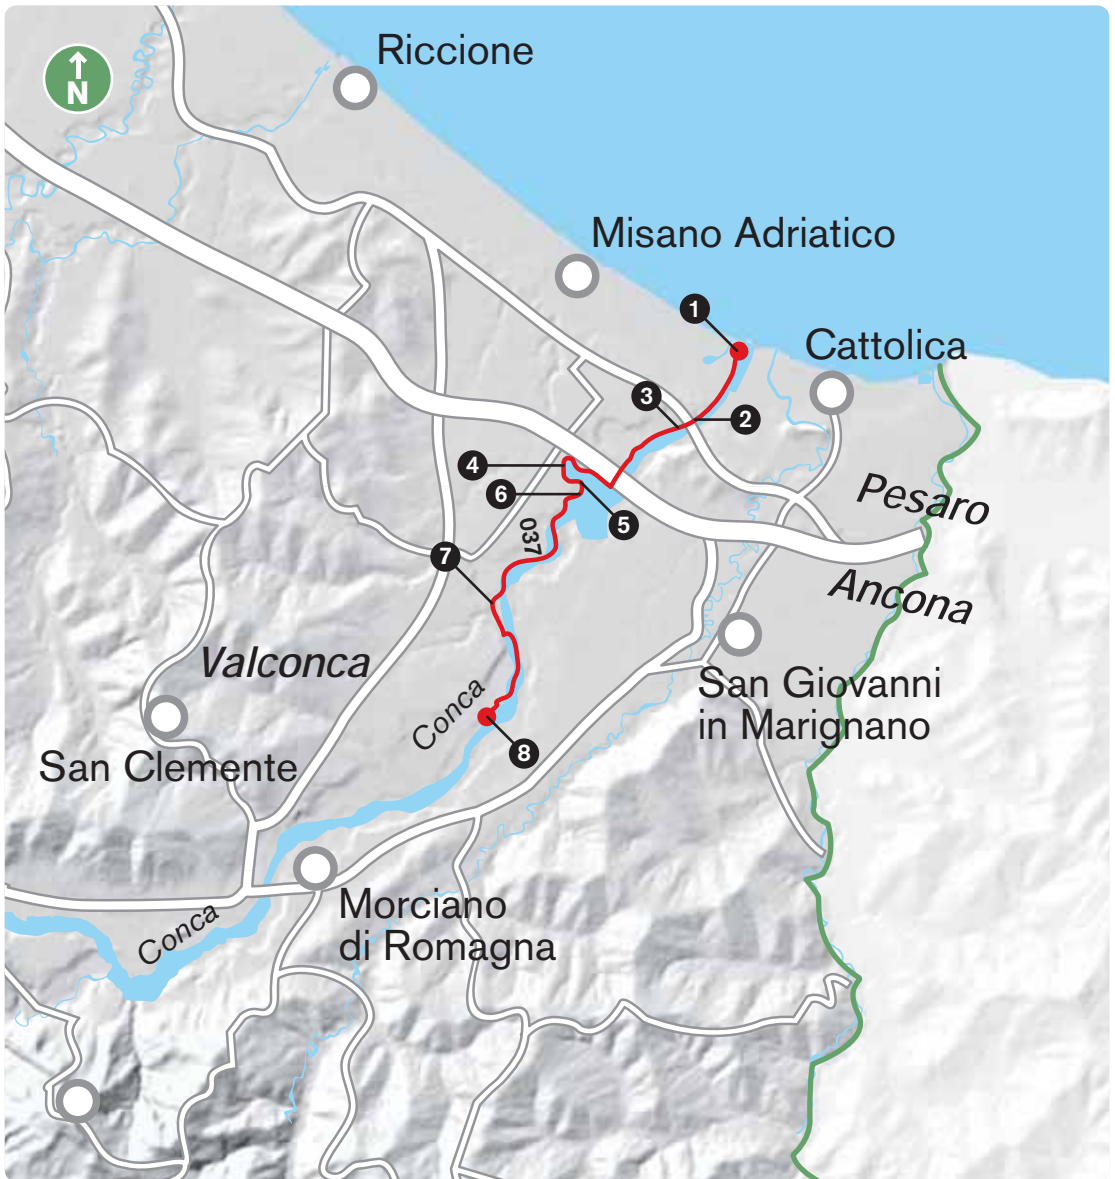 N
Riccione
Misano Adriatico
1
Cattolica
3
2
4
6
5
Pesaro
037
7
Ancona
Valconca
San Giovanni
in Marignano
Conca
8
San Clemente
Morciano
di Romagna
Conca